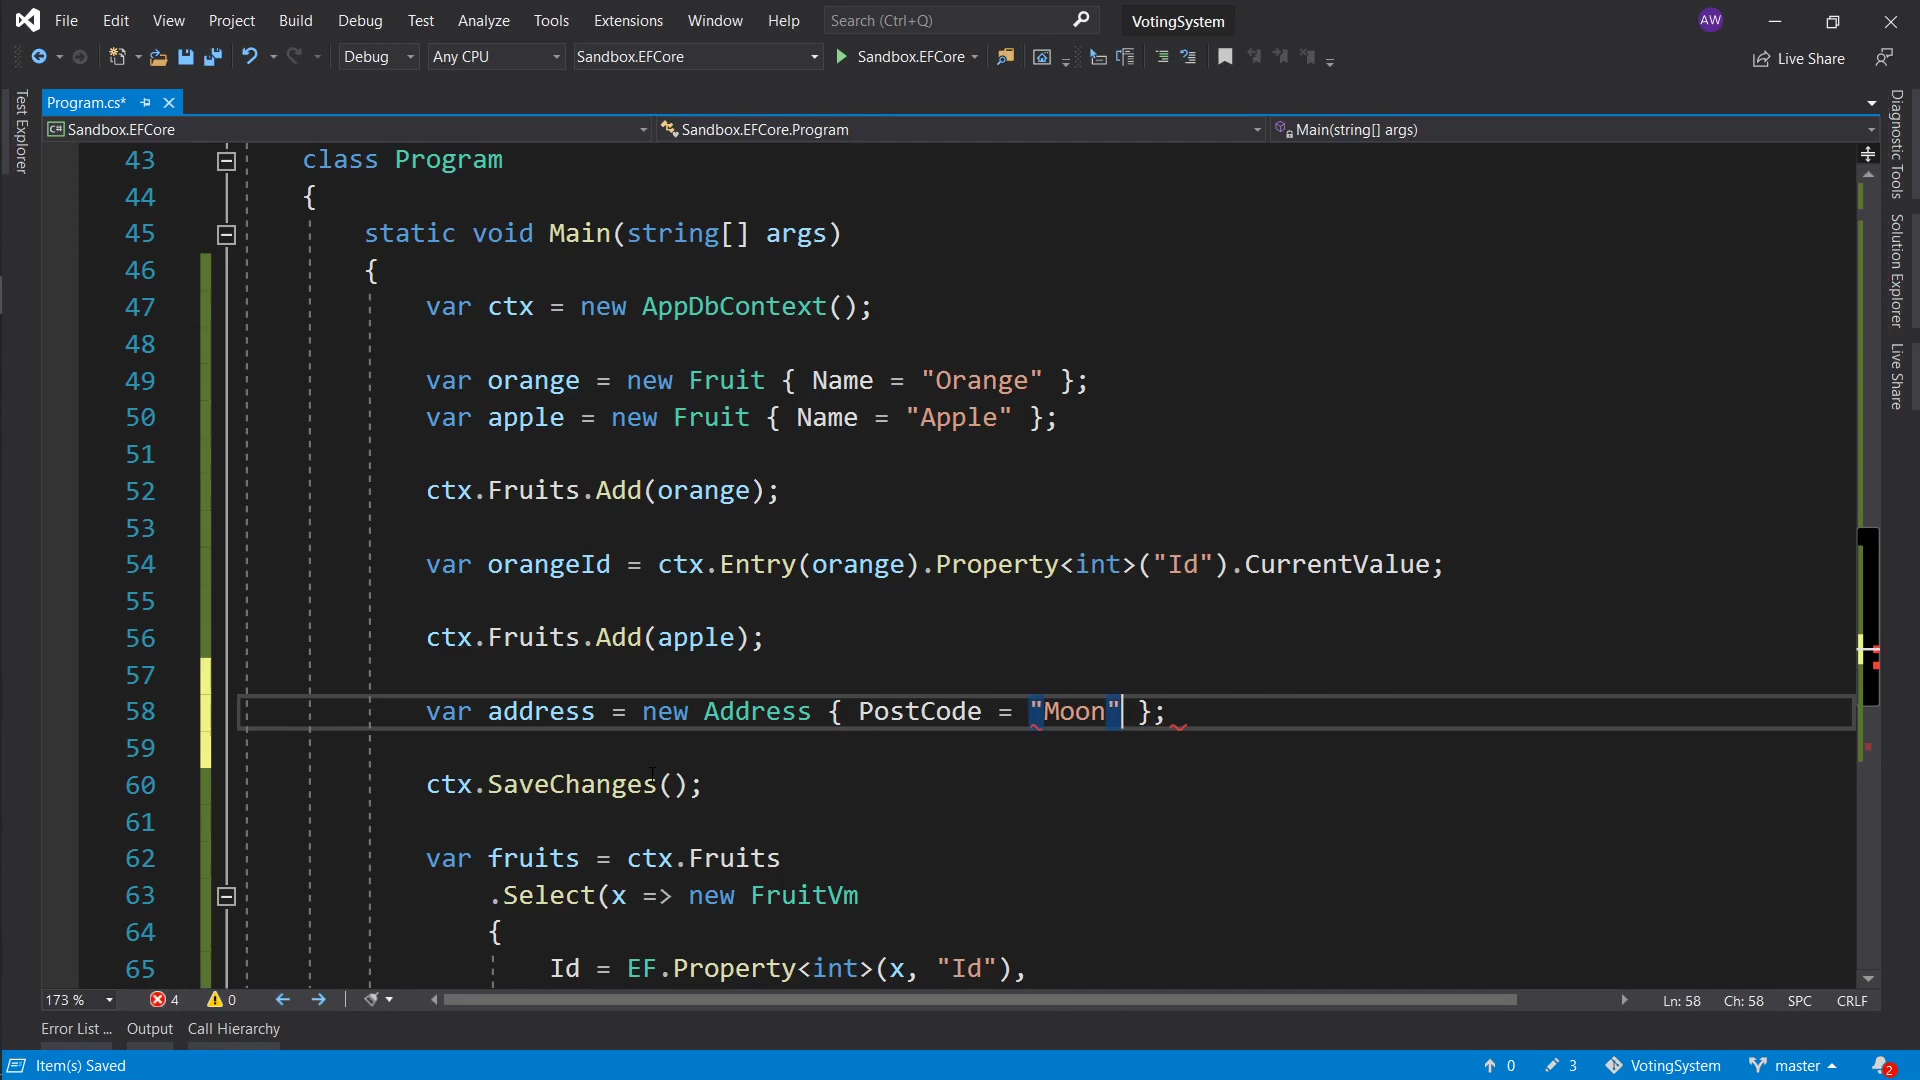 File Edit View Project Build Debug Test Analyze Tools Extensions Window Help Search (Ctrl+Q) VotingSystem AW
Debug Any CPU Sandbox.EFCore Sandbox.EFCore Live Share
Program.cs*
Sandbox.EFCore Sandbox.EFCore.Program Main(string[] args)
Test Explorer
Diagnostic Tools
Solution Explorer
Live Share
43 class Program
44 {
45 static void Main(string[] args)
46 {
47 var ctx = new AppDbContext();
48
49 var orange = new Fruit { Name = "Orange" };
50 var apple = new Fruit { Name = "Apple" };
51
52 ctx.Fruits.Add(orange);
53
54 var orangeId = ctx.Entry(orange).Property<int>("Id").CurrentValue;
55
56 ctx.Fruits.Add(apple);
57
58 var address = new Address { PostCode = "Moon" };
59
60 ctx.SaveChanges();
61
62 var fruits = ctx.Fruits
63 .Select(x => new FruitVm
64 {
65 Id = EF.Property<int>(x, "Id"),
173 % 4 0 Ln: 58 Ch: 58 SPC CRLF
Error List ... Output Call Hierarchy
Item(s) Saved 0 3 VotingSystem master 2